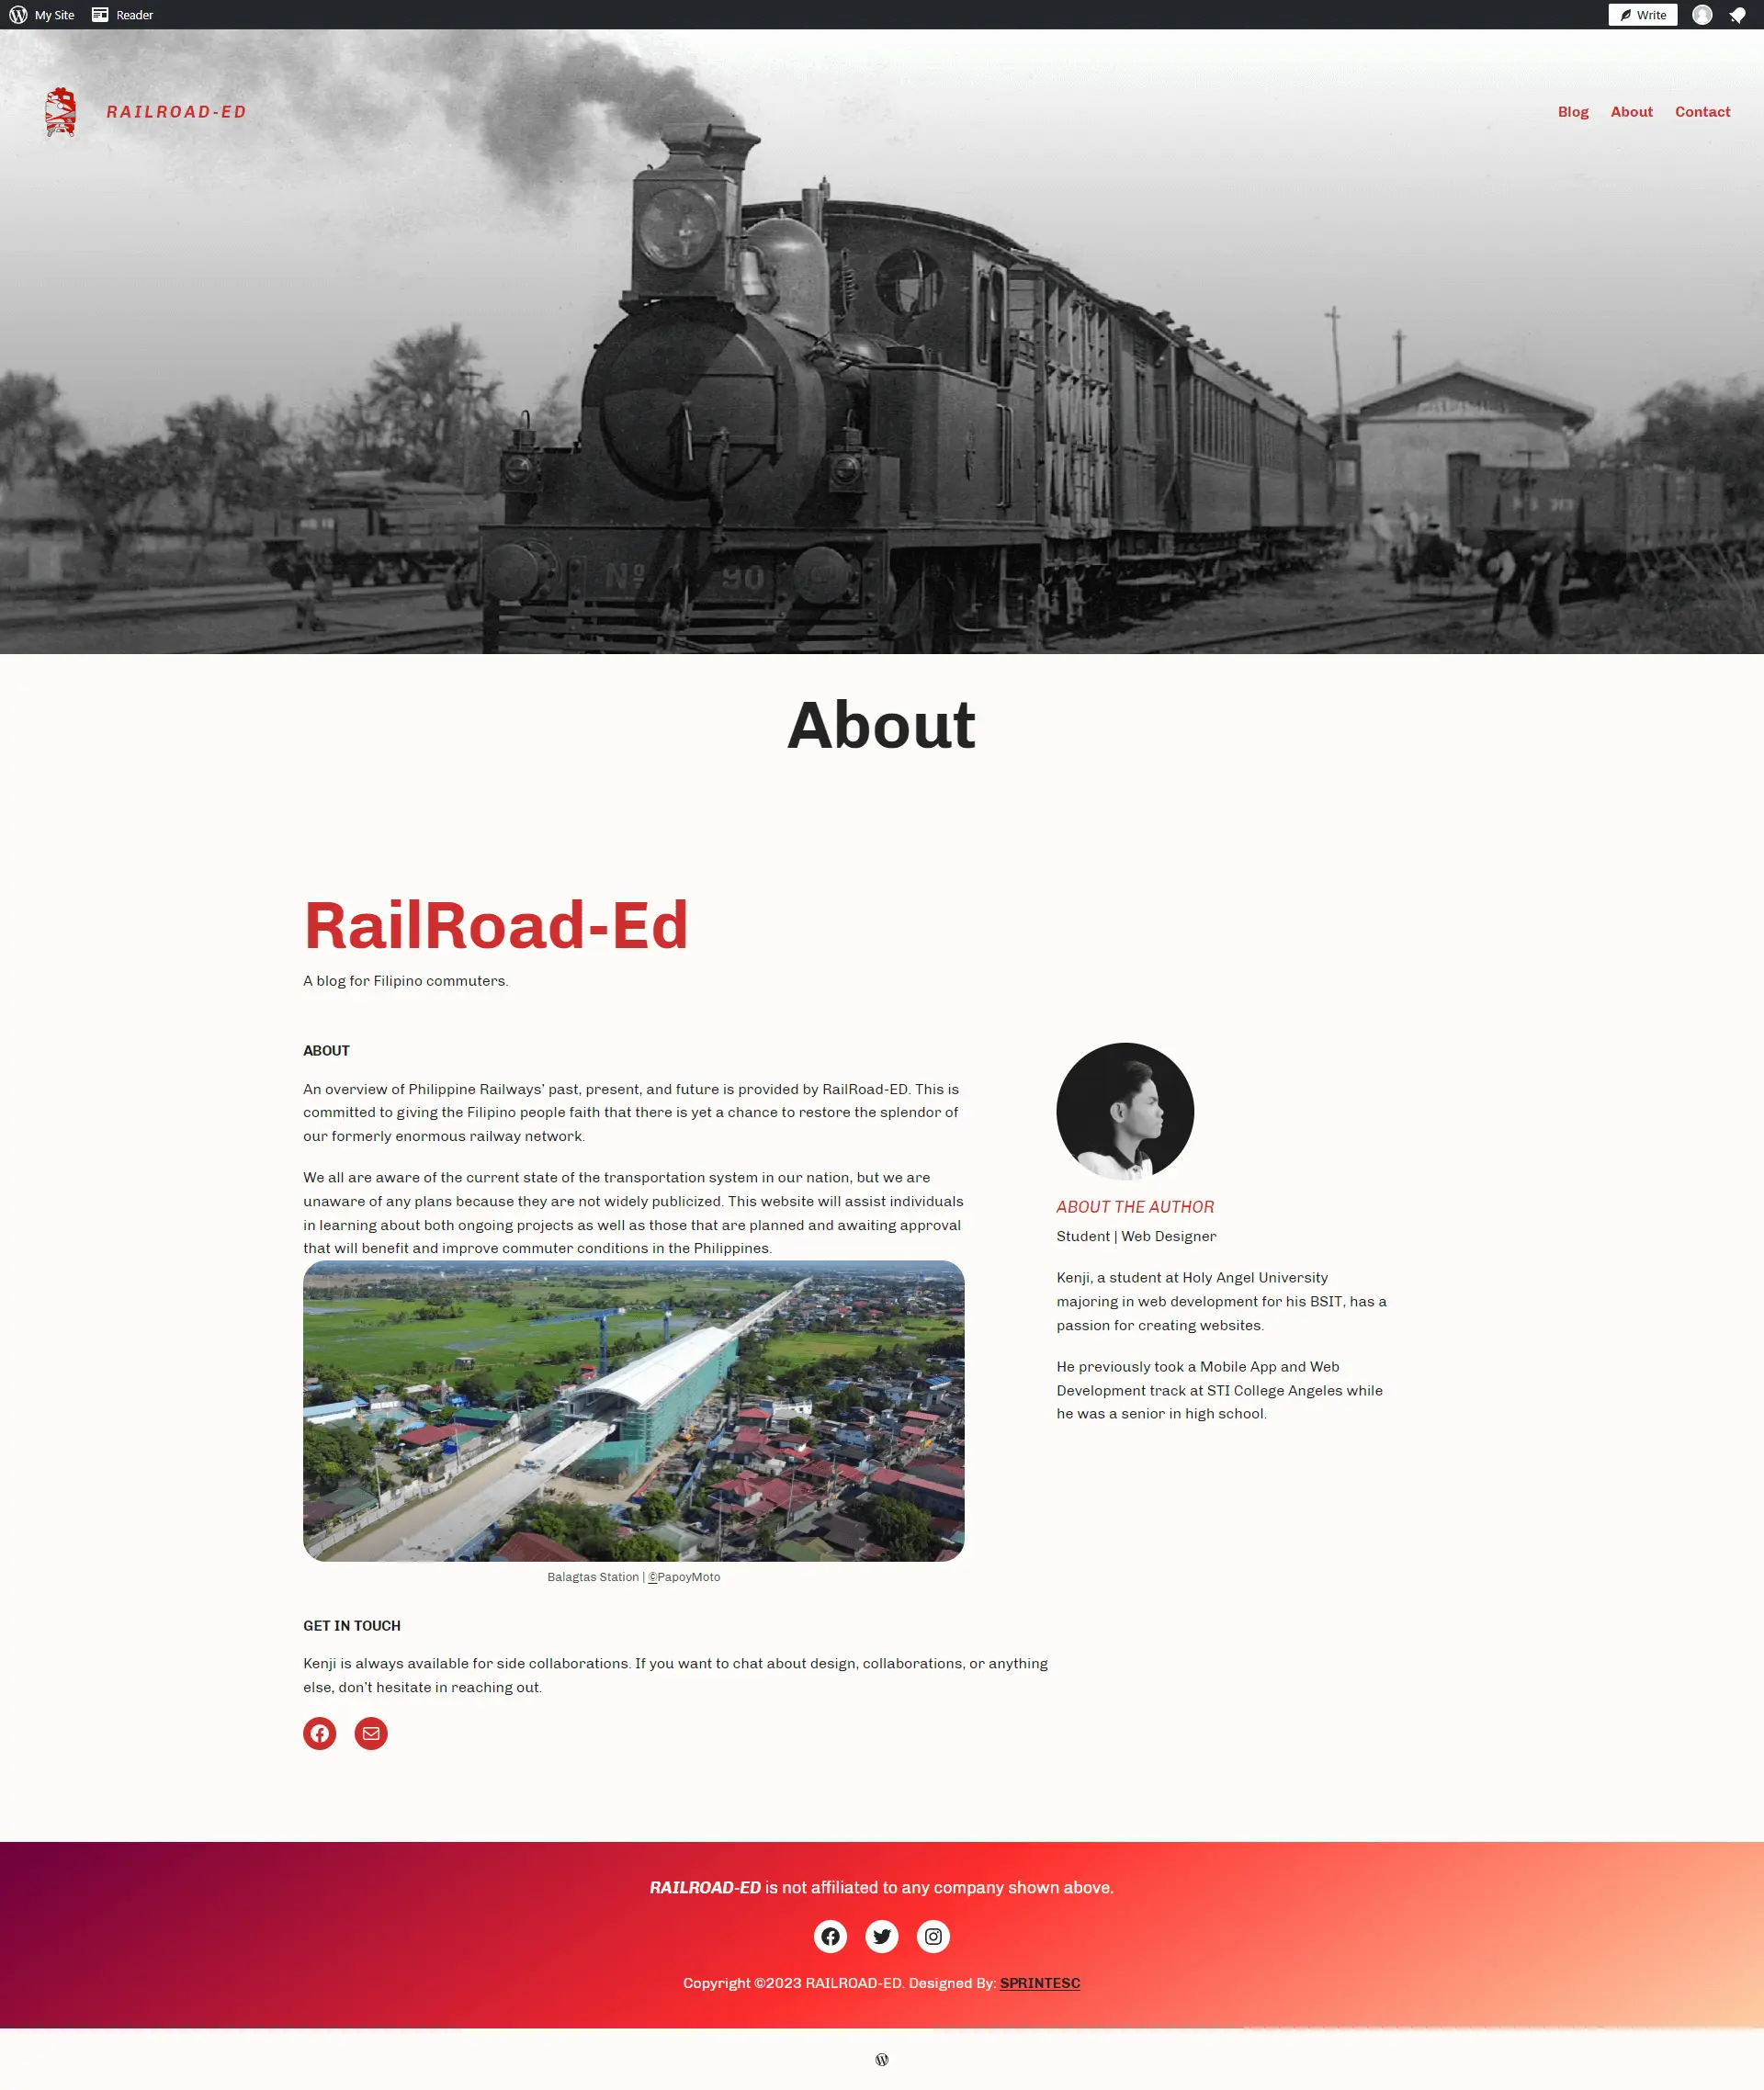 My Site Reader Write
RAILROAD-ED
Blog About Contact
Nº 90
About
RailRoad-Ed
A blog for Filipino commuters.
ABOUT
An overview of Philippine Railways’ past, present, and future is provided by RailRoad-ED. This is
committed to giving the Filipino people faith that there is yet a chance to restore the splendor of
our formerly enormous railway network.
We all are aware of the current state of the transportation system in our nation, but we are
unaware of any plans because they are not widely publicized. This website will assist individuals
in learning about both ongoing projects as well as those that are planned and awaiting approval
that will benefit and improve commuter conditions in the Philippines.
Balagtas Station | ©PapoyMoto
ABOUT THE AUTHOR
Student | Web Designer
Kenji, a student at Holy Angel University
majoring in web development for his BSIT, has a
passion for creating websites.
He previously took a Mobile App and Web
Development track at STI College Angeles while
he was a senior in high school.
GET IN TOUCH
Kenji is always available for side collaborations. If you want to chat about design, collaborations, or anything
else, don’t hesitate in reaching out.
RAILROAD-ED is not affiliated to any company shown above.
Copyright ©2023 RAILROAD-ED. Designed By: SPRINTESC